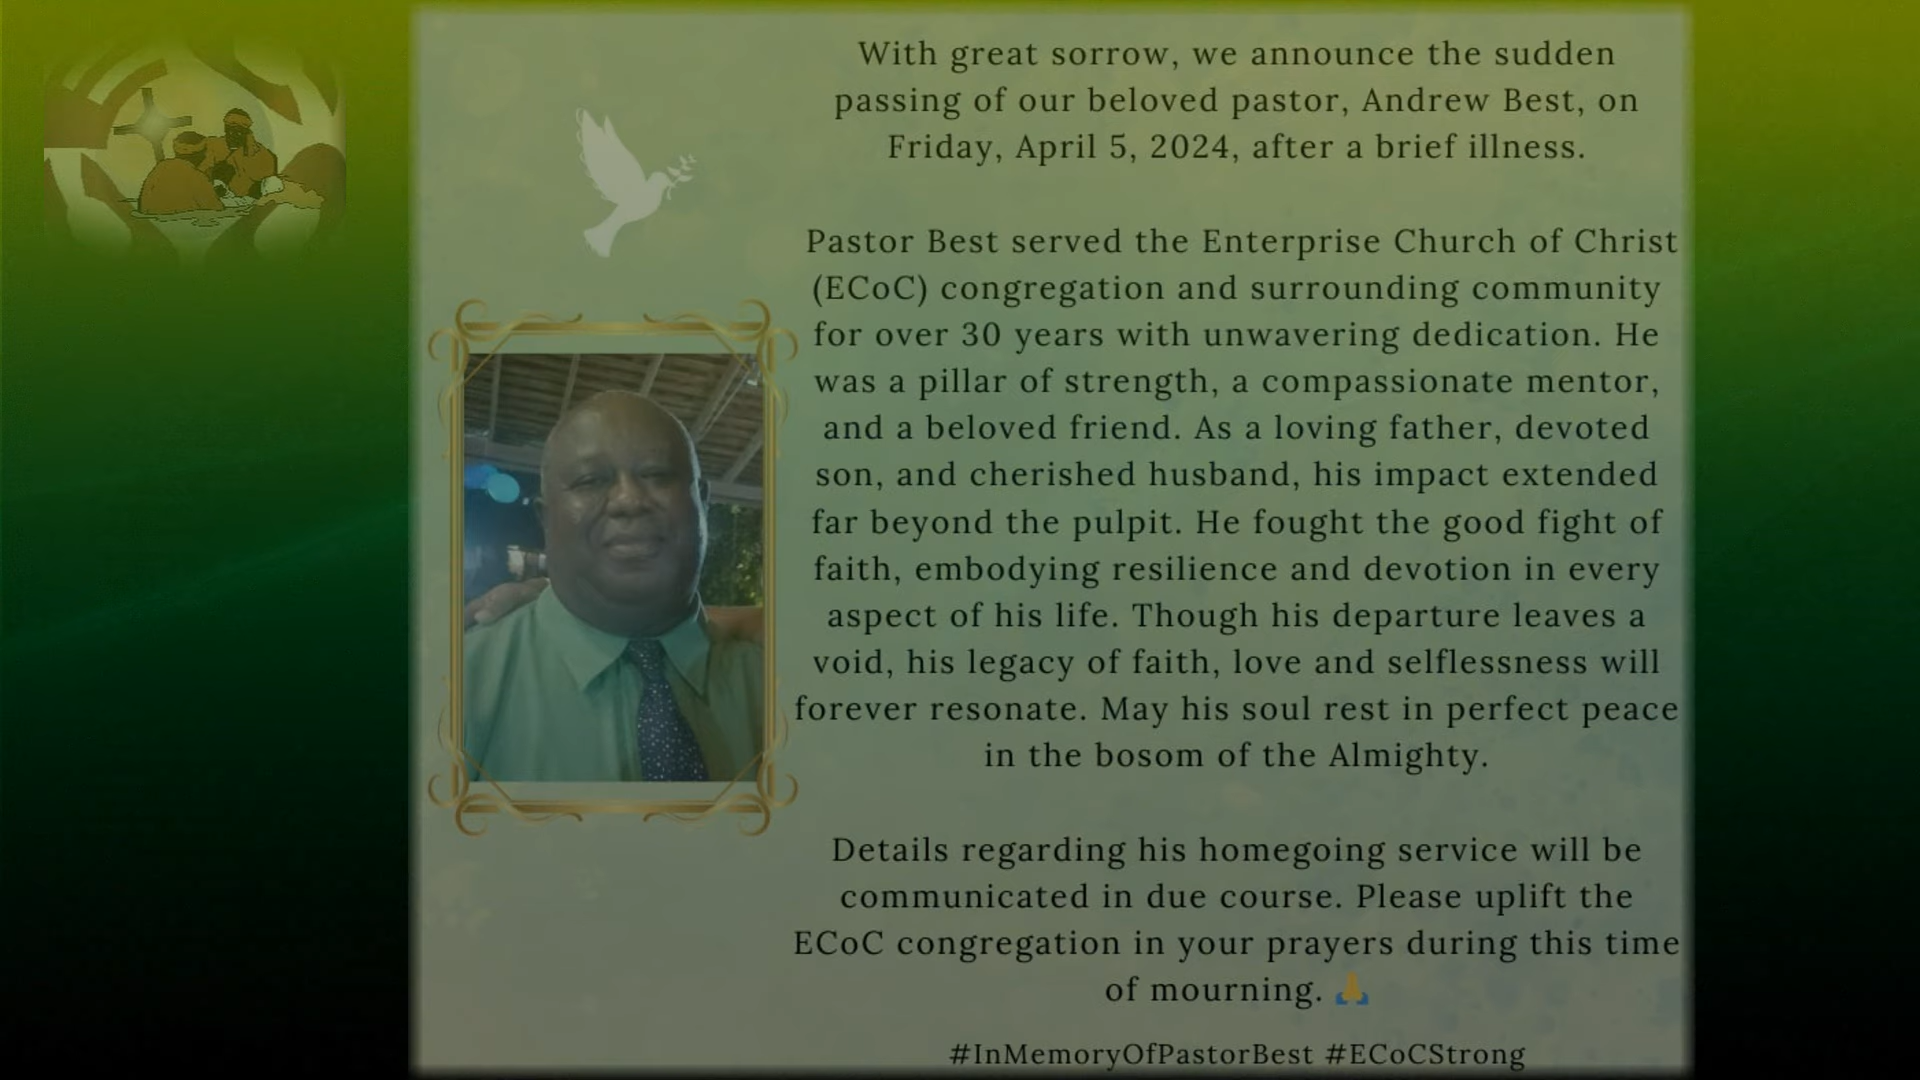 With great sorrow, we announce the sudden
passing of our beloved pastor, Andrew Best, on
Friday, April 5, 2024, after a brief illness.
Pastor Best served the Enterprise Church of Christ
(ECoC) congregation and surrounding community
for over 30 years with unwavering dedication. He
was a pillar of strength, a compassionate mentor,
and a beloved friend. As a loving father, devoted
son, and cherished husband, his impact extended
far beyond the pulpit. He fought the good fight of
faith, embodying resilience and devotion in every
aspect of his life. Though his departure leaves a
void, his legacy of faith, love and selflessness will
forever resonate. May his soul rest in perfect peace
in the bosom of the Almighty.
Details regarding his homegoing service will be
communicated in due course. Please uplift the
ECoC congregation in your prayers during this time
of mourning. 🙏
#InMemoryOfPastorBest #ECoCStrong